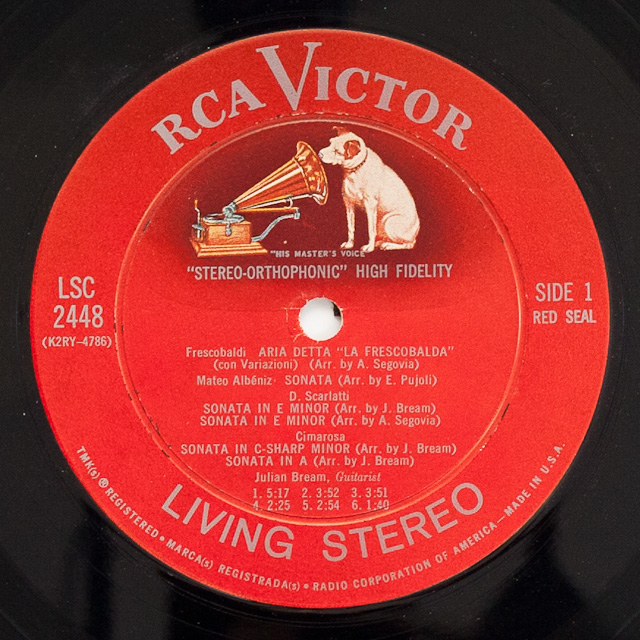 RCA VICTOR
"HIS MASTER'S VOICE"
"STEREO-ORTHOPHONIC" HIGH FIDELITY
LSC
2448
(K2RY-4786)
SIDE 1
RED SEAL
Frescobaldi ARIA DETTA "LA FRESCOBALDA"
(con Variazioni) (Arr. by A. Segovia)
Mateo Albéniz· SONATA (Arr. by E. Pujoli)
D. Scarlatti
SONATA IN E MINOR (Arr. by J. Bream)
SONATA IN E MINOR (Arr. by A. Segovia)
Cimarosa
SONATA IN C-SHARP MINOR (Arr. by J. Bream)
SONATA IN A (Arr. by J. Bream)
Julian Bream, Guitarist
1. 5:17 2. 3:52 3. 3:51
4. 2:25 5. 2:54 6. 1:40
LIVING STEREO
TMK(s) ® REGISTERED • MARCA(s) REGISTRADA(s) • RADIO CORPORATION OF AMERICA—MADE IN U.S.A.